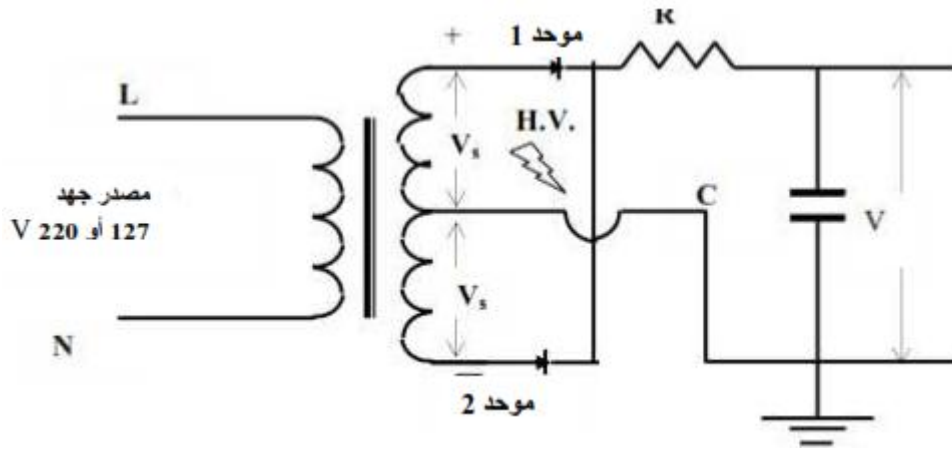 R
موحد 1
+
L
H.V.
Vs
C
مصدر جهد
127 أو 220 V
V
Vs
N
موحد 2